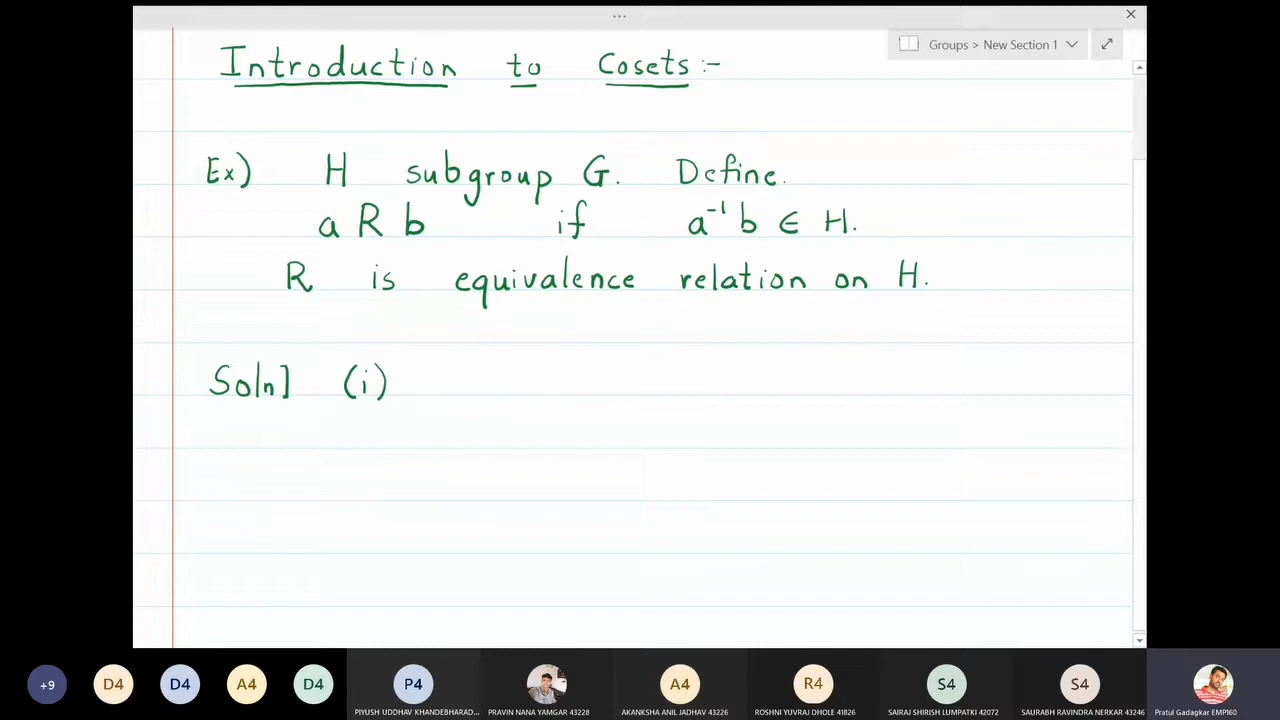 Groups > New Section 1
Introduction to Cosets :-
Ex) H subgroup G. Define.
a R b if a⁻¹ b ∈ H.
R is equivalence relation on H.
Soln] (i)
+9 D4 D4 A4 D4 P4 A4 R4 S4 S4
PIYUSH UDDHAV KHANDEBHARAD... PRAVIN NANA YAMGAR 43228 AKANKSHA ANIL JADHAV 43226 ROSHNI YUVRAJ DHOLE 41826 SAIRAJ SHIRISH LUMPATKI 42072 SAURABH RAVINDRA NERKAR 43246 Pratul Gadagkar EMP160